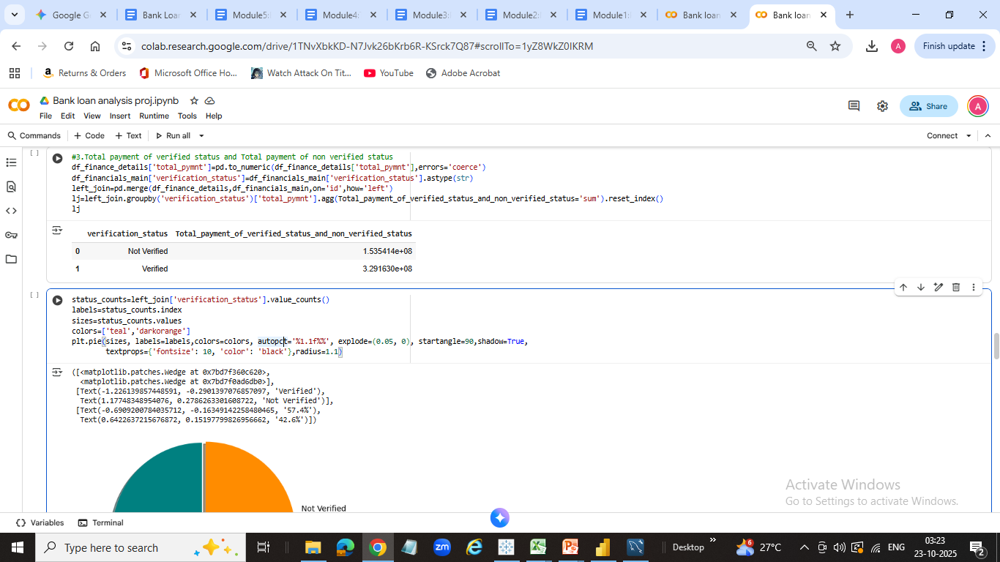 Google G
Bank Loan
Module5:
Module4:
Module3:
Module2:
Module1:
Bank loan
Bank loan
colab.research.google.com/drive/1TNvXbkKD-N7Jvk26bKrb6R-KSrck7Q87#scrollTo=1yZ8WkZ0IKRM
A
Finish update
Returns & Orders
Microsoft Office Ho...
Watch Attack On Tit...
YouTube
Adobe Acrobat
Bank loan analysis proj.ipynb
Share
A
File Edit View Insert Runtime Tools Help
Commands + Code + Text Run all
Connect
[ ]
#3.Total payment of verified status and Total payment of non verified status
df_finance_details['total_pymnt']=pd.to_numeric(df_finance_details['total_pymnt'],errors='coerce')
df_financials_main['verification_status']=df_financials_main['verification_status'].astype(str)
left_join=pd.merge(df_finance_details,df_financials_main,on='id',how='left')
lj=left_join.groupby('verification_status')['total_pymnt'].agg(Total_payment_of_verified_status_and_non_verified_status='sum').reset_index()
lj
verification_status Total_payment_of_verified_status_and_non_verified_status
0 Not Verified 1.535414e+08
1 Verified 3.291630e+08
[ ]
status_counts=left_join['verification_status'].value_counts()
labels=status_counts.index
sizes=status_counts.values
colors=['teal','darkorange']
plt.pie(sizes, labels=labels,colors=colors, autopct='%1.1f%%', explode=(0.05, 0), startangle=90,shadow=True,
textprops={'fontsize': 10, 'color': 'black'},radius=1.1)
([<matplotlib.patches.Wedge at 0x7bd7f360c620>,
<matplotlib.patches.Wedge at 0x7bd7f0ad6db0>],
[Text(-1.226139857448591, -0.2901397076857097, 'Verified'),
Text(1.17748348954076, 0.2786263301608722, 'Not Verified')],
[Text(-0.6909200784035712, -0.16349142258480465, '57.4%'),
Text(0.6422637215676872, 0.15197799826956662, '42.6%')])
Not Verified
Activate Windows
Go to Settings to activate Windows.
Variables
Terminal
Type here to search
zm
Desktop
6
27°C
ENG
03:23
23-10-2025
2